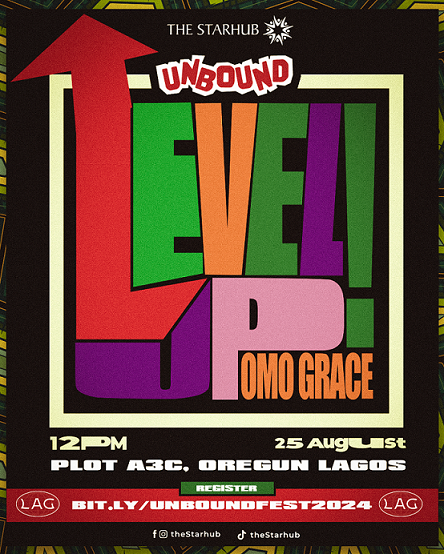 THE STARHUB
UNBOUND
LEVEL!
UP
OMO GRACE
12PM
25 August
PLOT A3C, OREGUN LAGOS
REGISTER
LAG
BIT.LY/UNBOUNDFEST2024
LAG
theStarhub
theStarhub